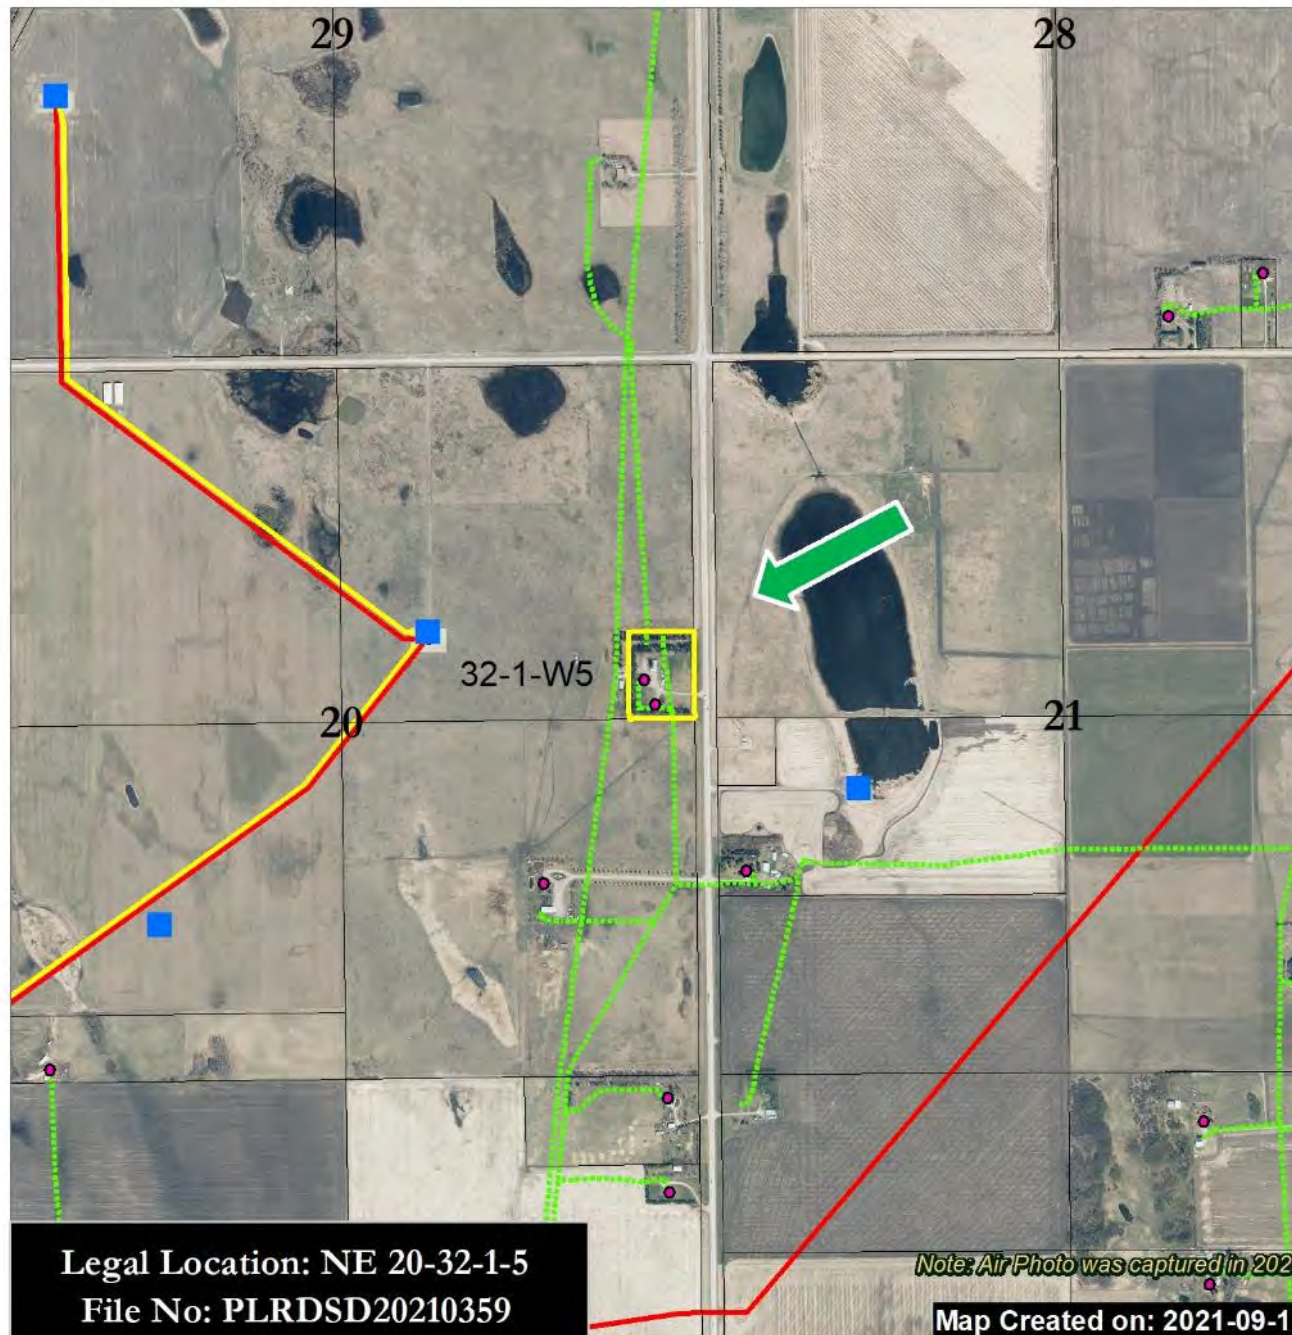 29
28
32-1-W5
20
21
Legal Location: NE 20-32-1-5
File No: PLRDSD20210359
Note: Air Photo was captured in 202
Map Created on: 2021-09-1